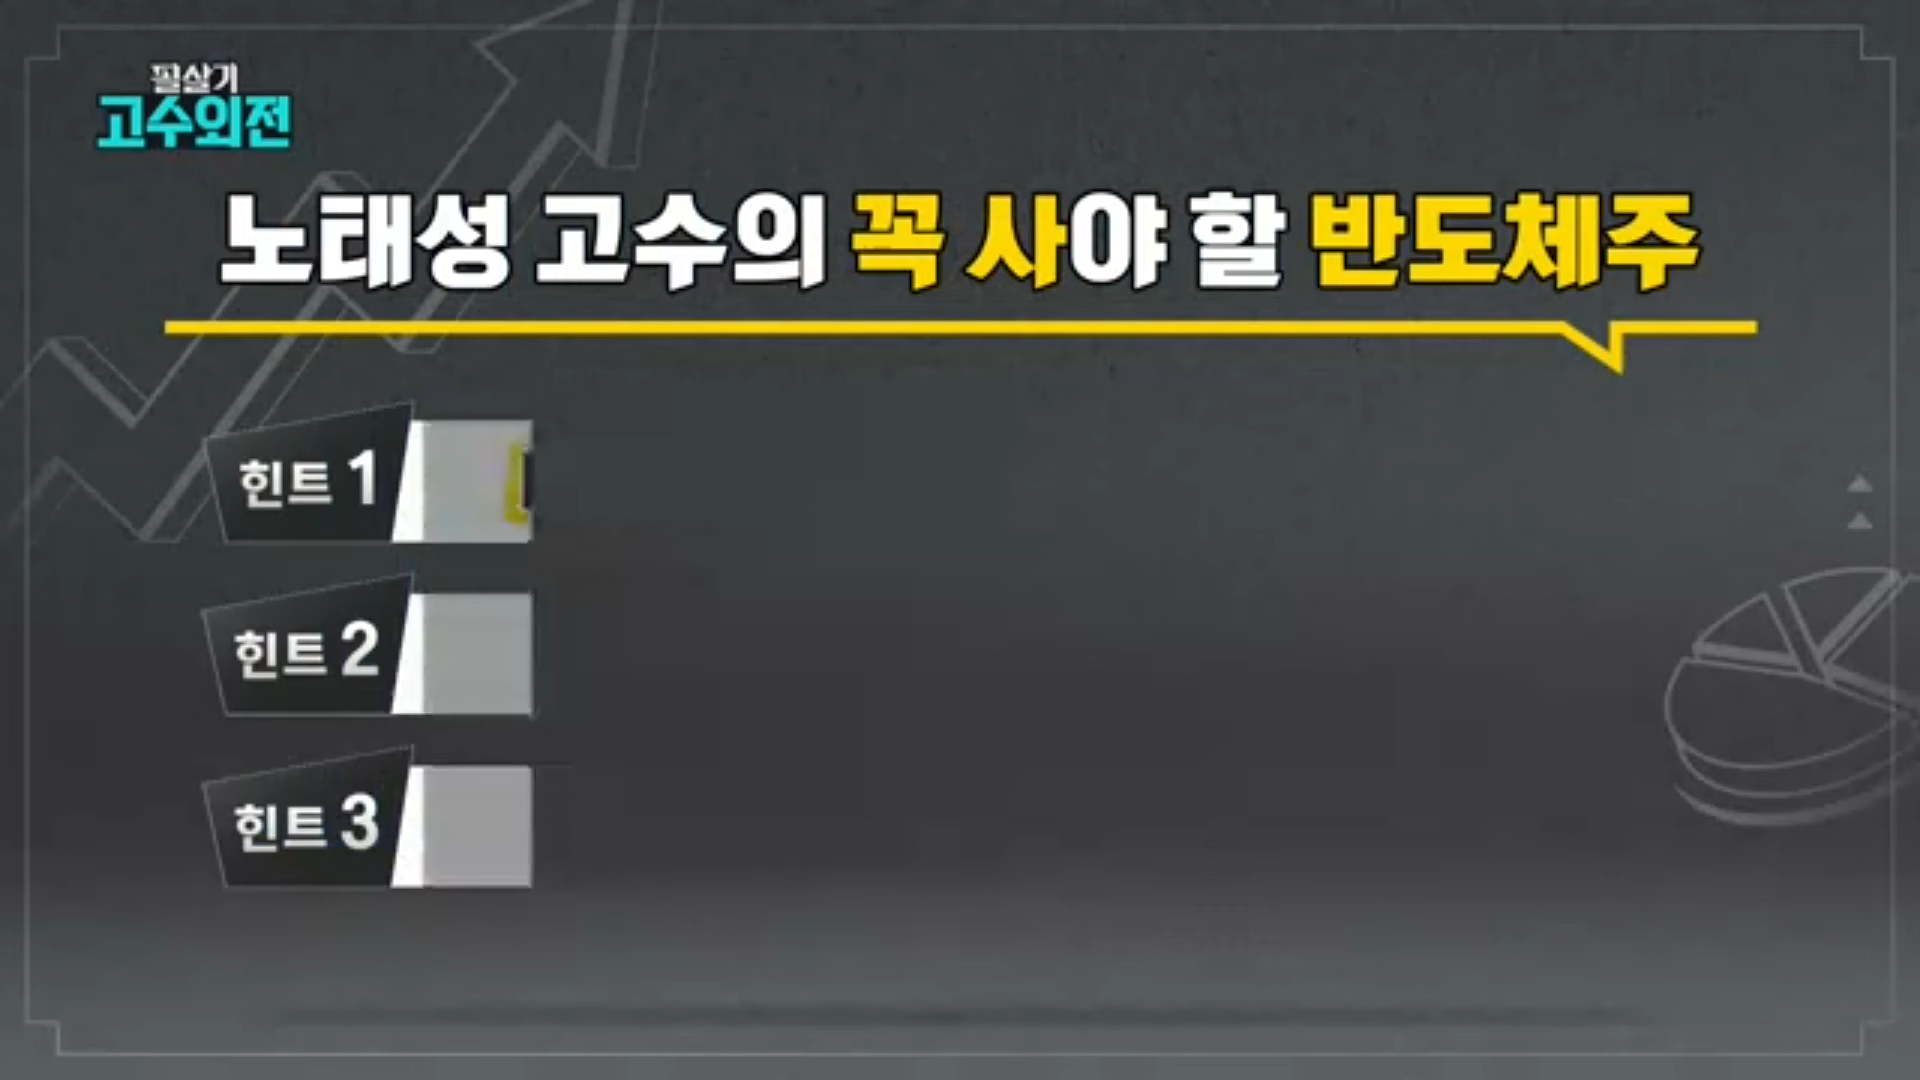 필살기
고수외전
노태성 고수의 꼭 사야 할 반도체주
힌트 1
힌트 2
힌트 3